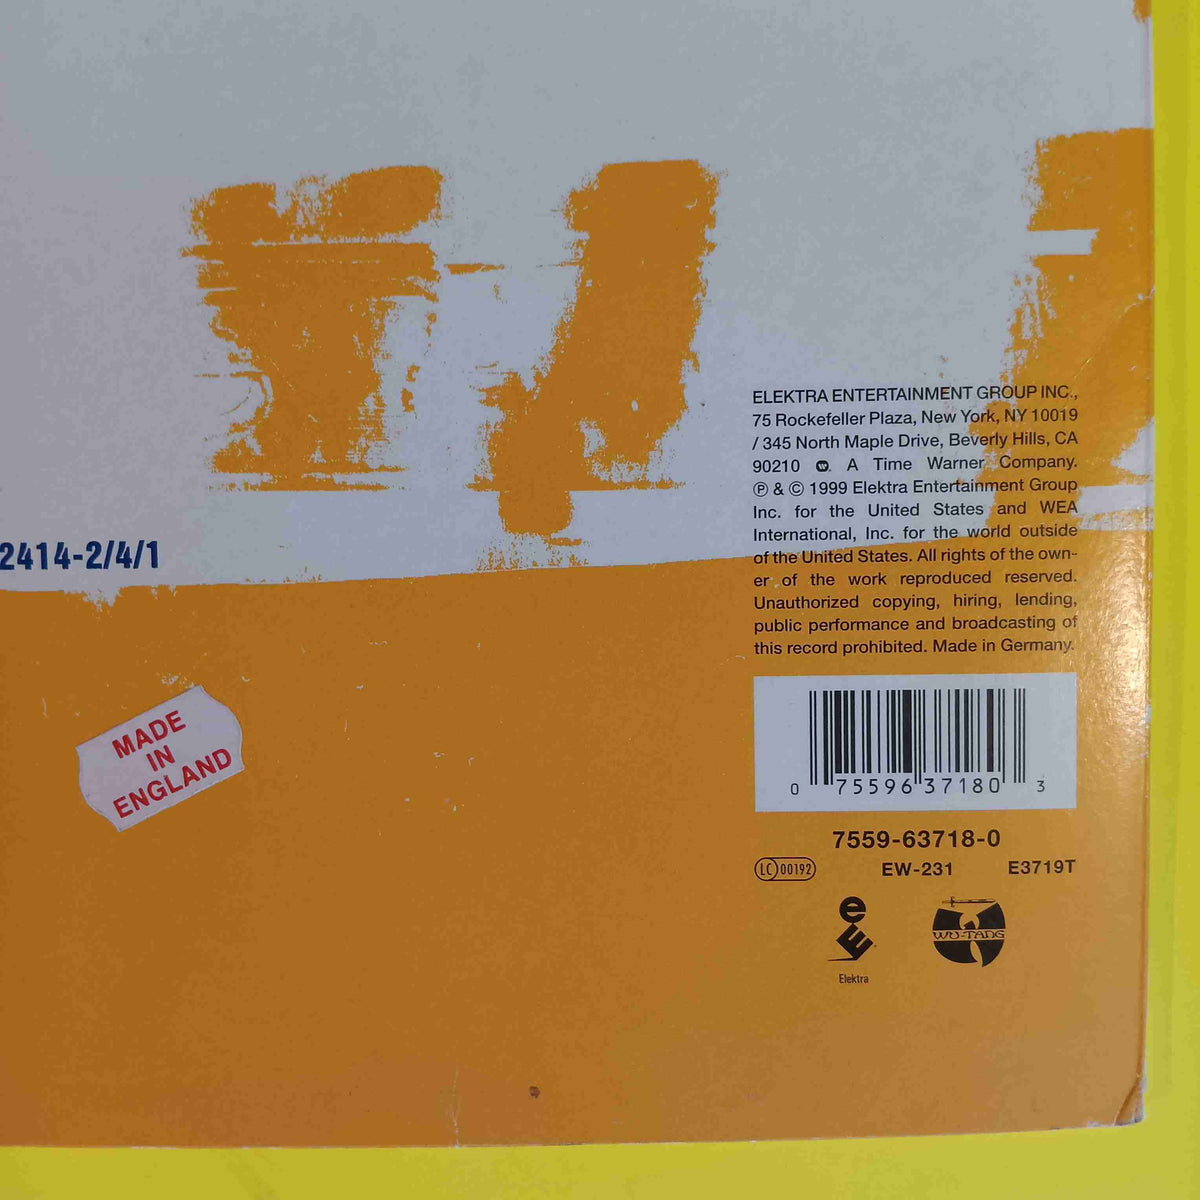 ELEKTRA ENTERTAINMENT GROUP INC.,
75 Rockefeller Plaza, New York, NY 10019
/ 345 North Maple Drive, Beverly Hills, CA
90210 W. A Time Warner Company.
℗ & © 1999 Elektra Entertainment Group
Inc. for the United States and WEA
International, Inc. for the world outside
of the United States. All rights of the own-
er of the work reproduced reserved.
Unauthorized copying, hiring, lending,
public performance and broadcasting of
this record prohibited. Made in Germany.
2414-2/4/1
MADE
IN
ENGLAND
0 75596 37180 3
7559-63718-0
LC 00192 EW-231 E3719T
e
E
WU-TANG
Elektra